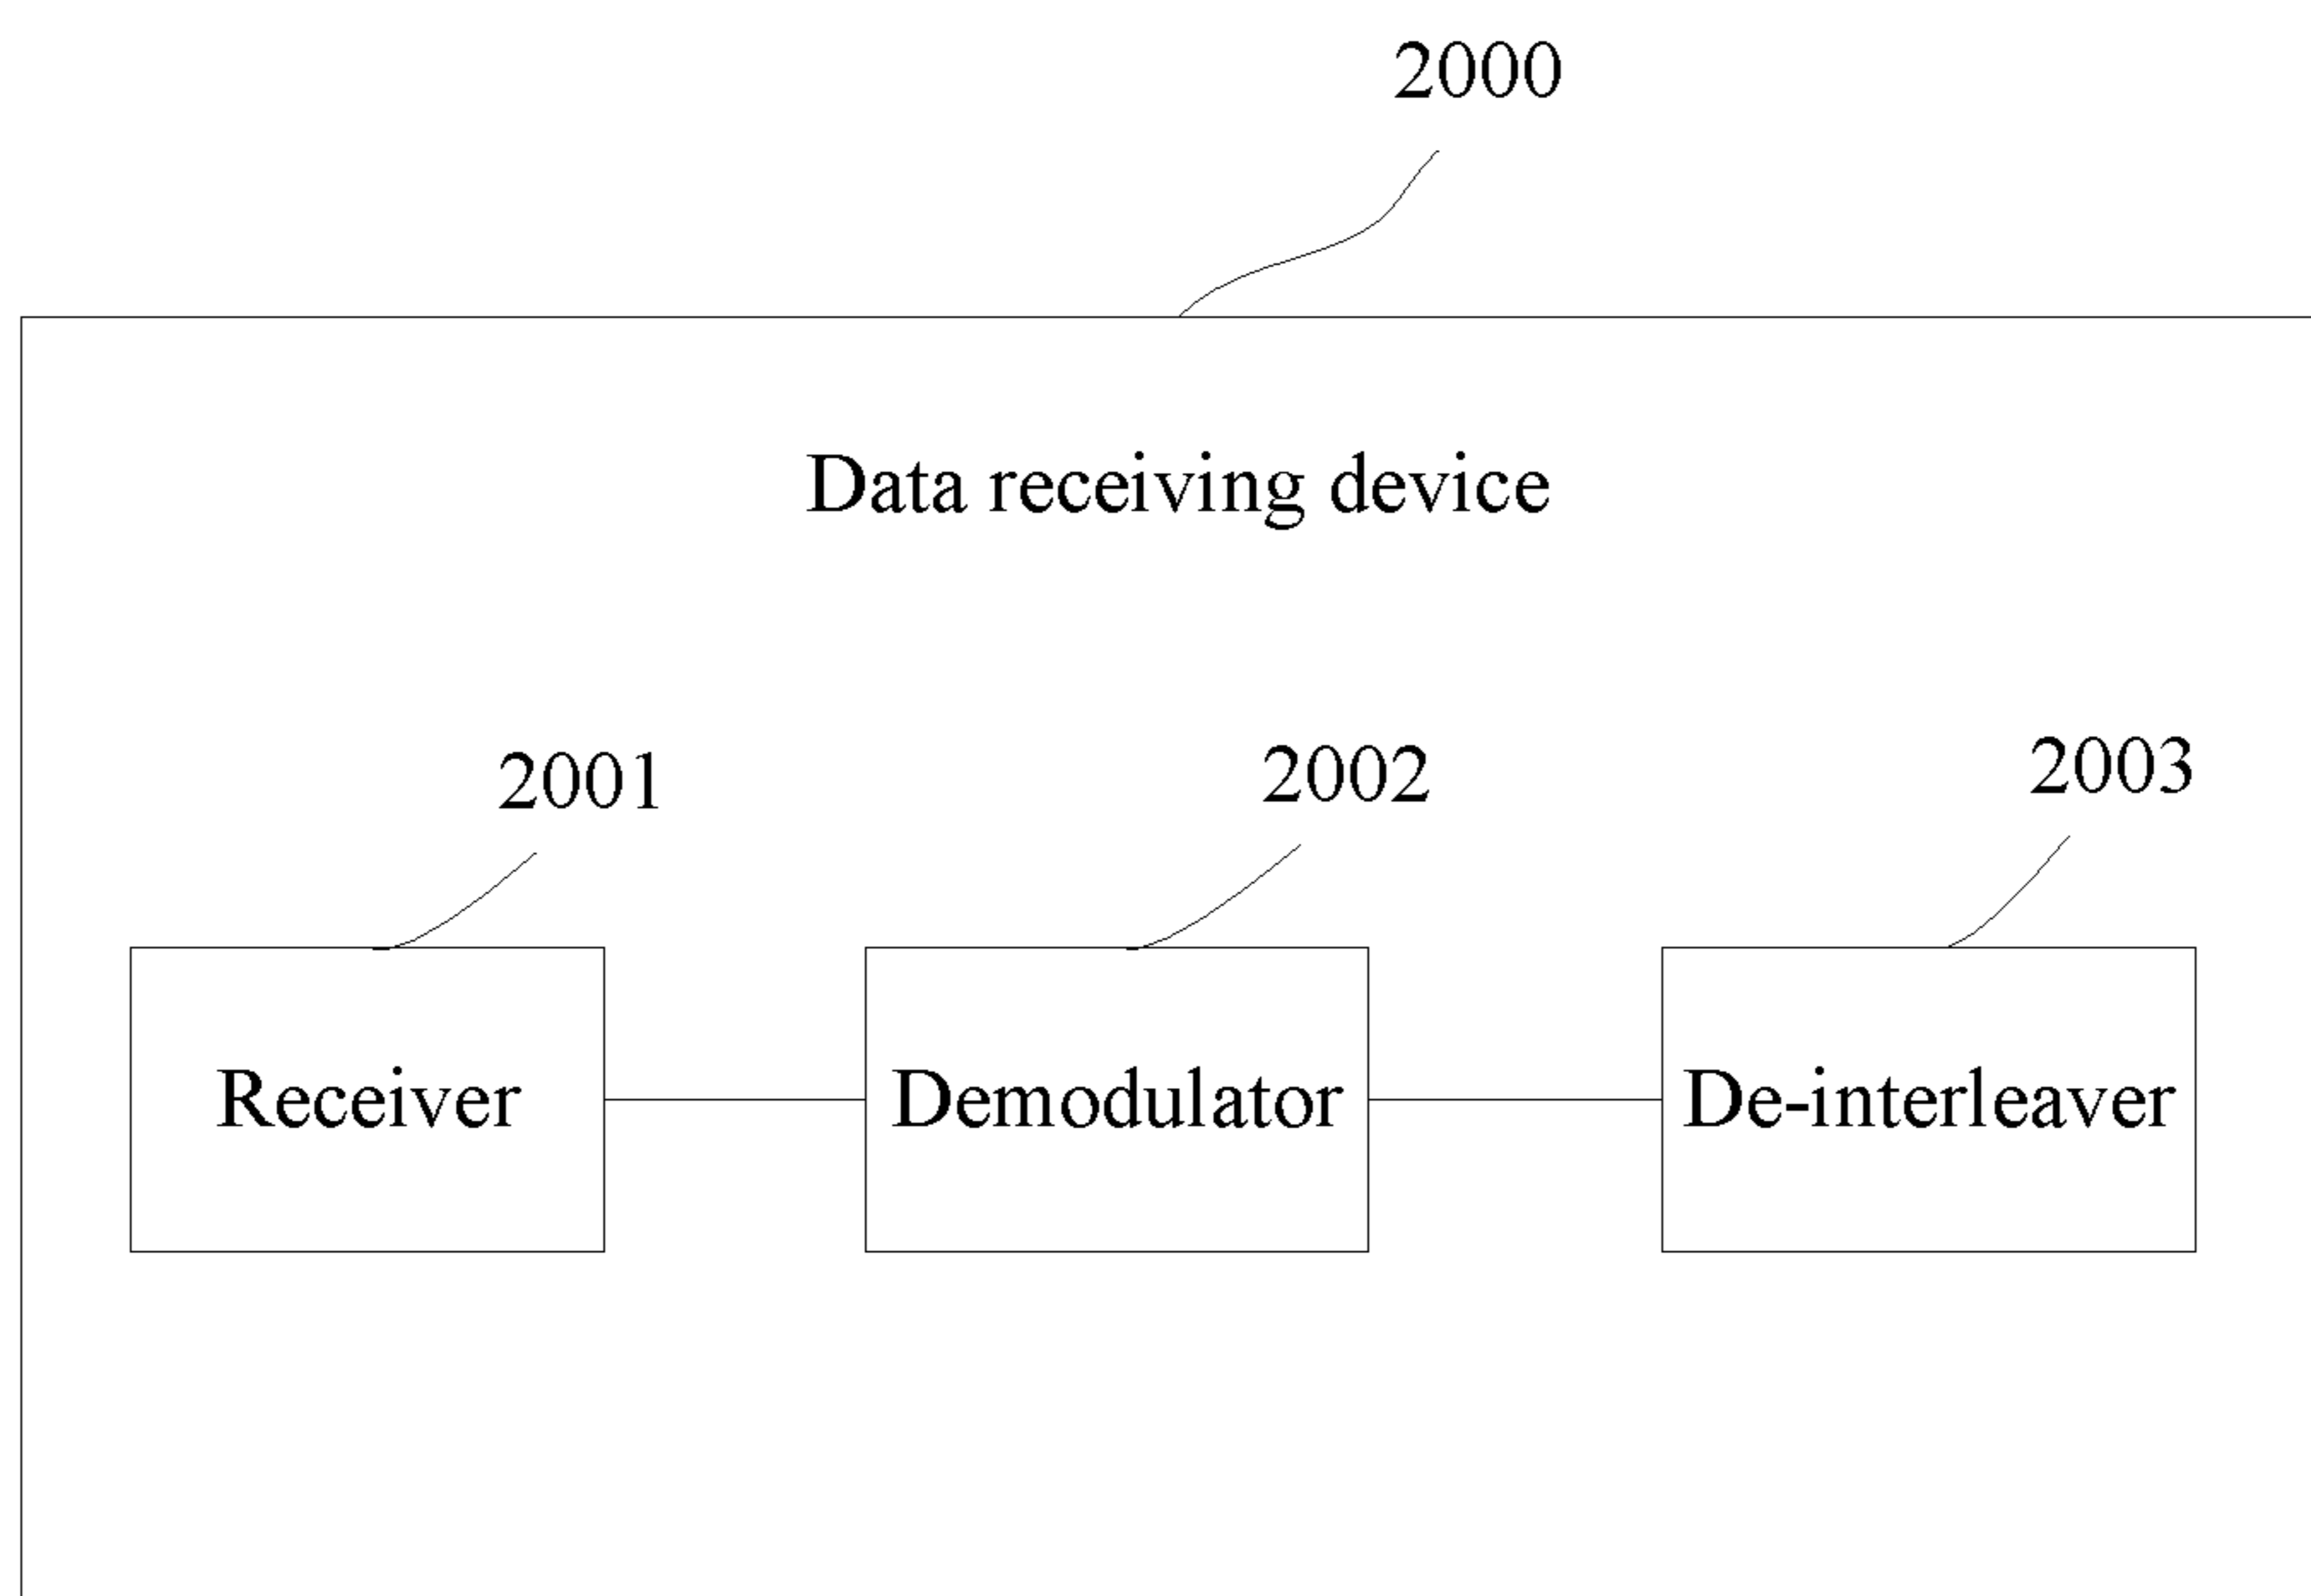 2000
Data receiving device
2001
2002
2003
Receiver
Demodulator
De-interleaver